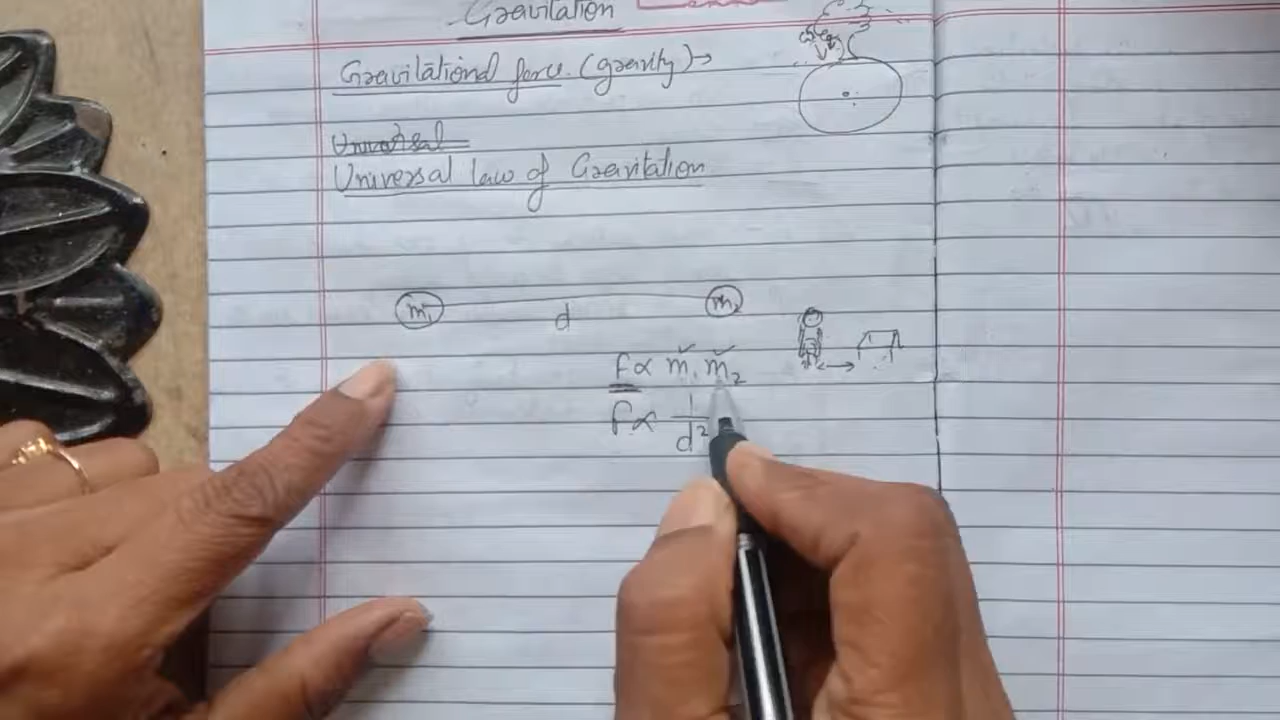 Gravitation
Gravitational force (gravity)→
Universal
Universal law of Gravitation
m₁ d m₂
F∝ m₁ m₂
F∝ 1/d²